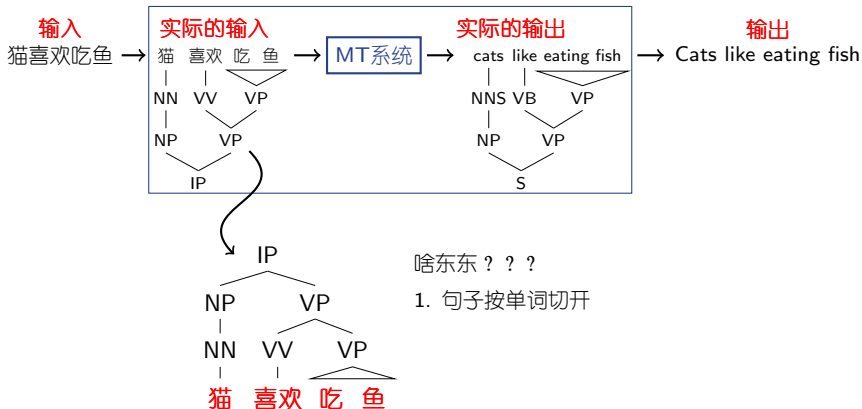 输入 实际的输入 实际的输出 输出
猫喜欢吃鱼 猫 喜欢 吃 鱼 MT系统 cats like eating fish Cats like eating fish
NN VV VP NNS VB VP
NP VP NP VP
IP S
IP
NP VP
NN VV VP
猫 喜欢 吃 鱼
啥东东？？？
1. 句子按单词切开